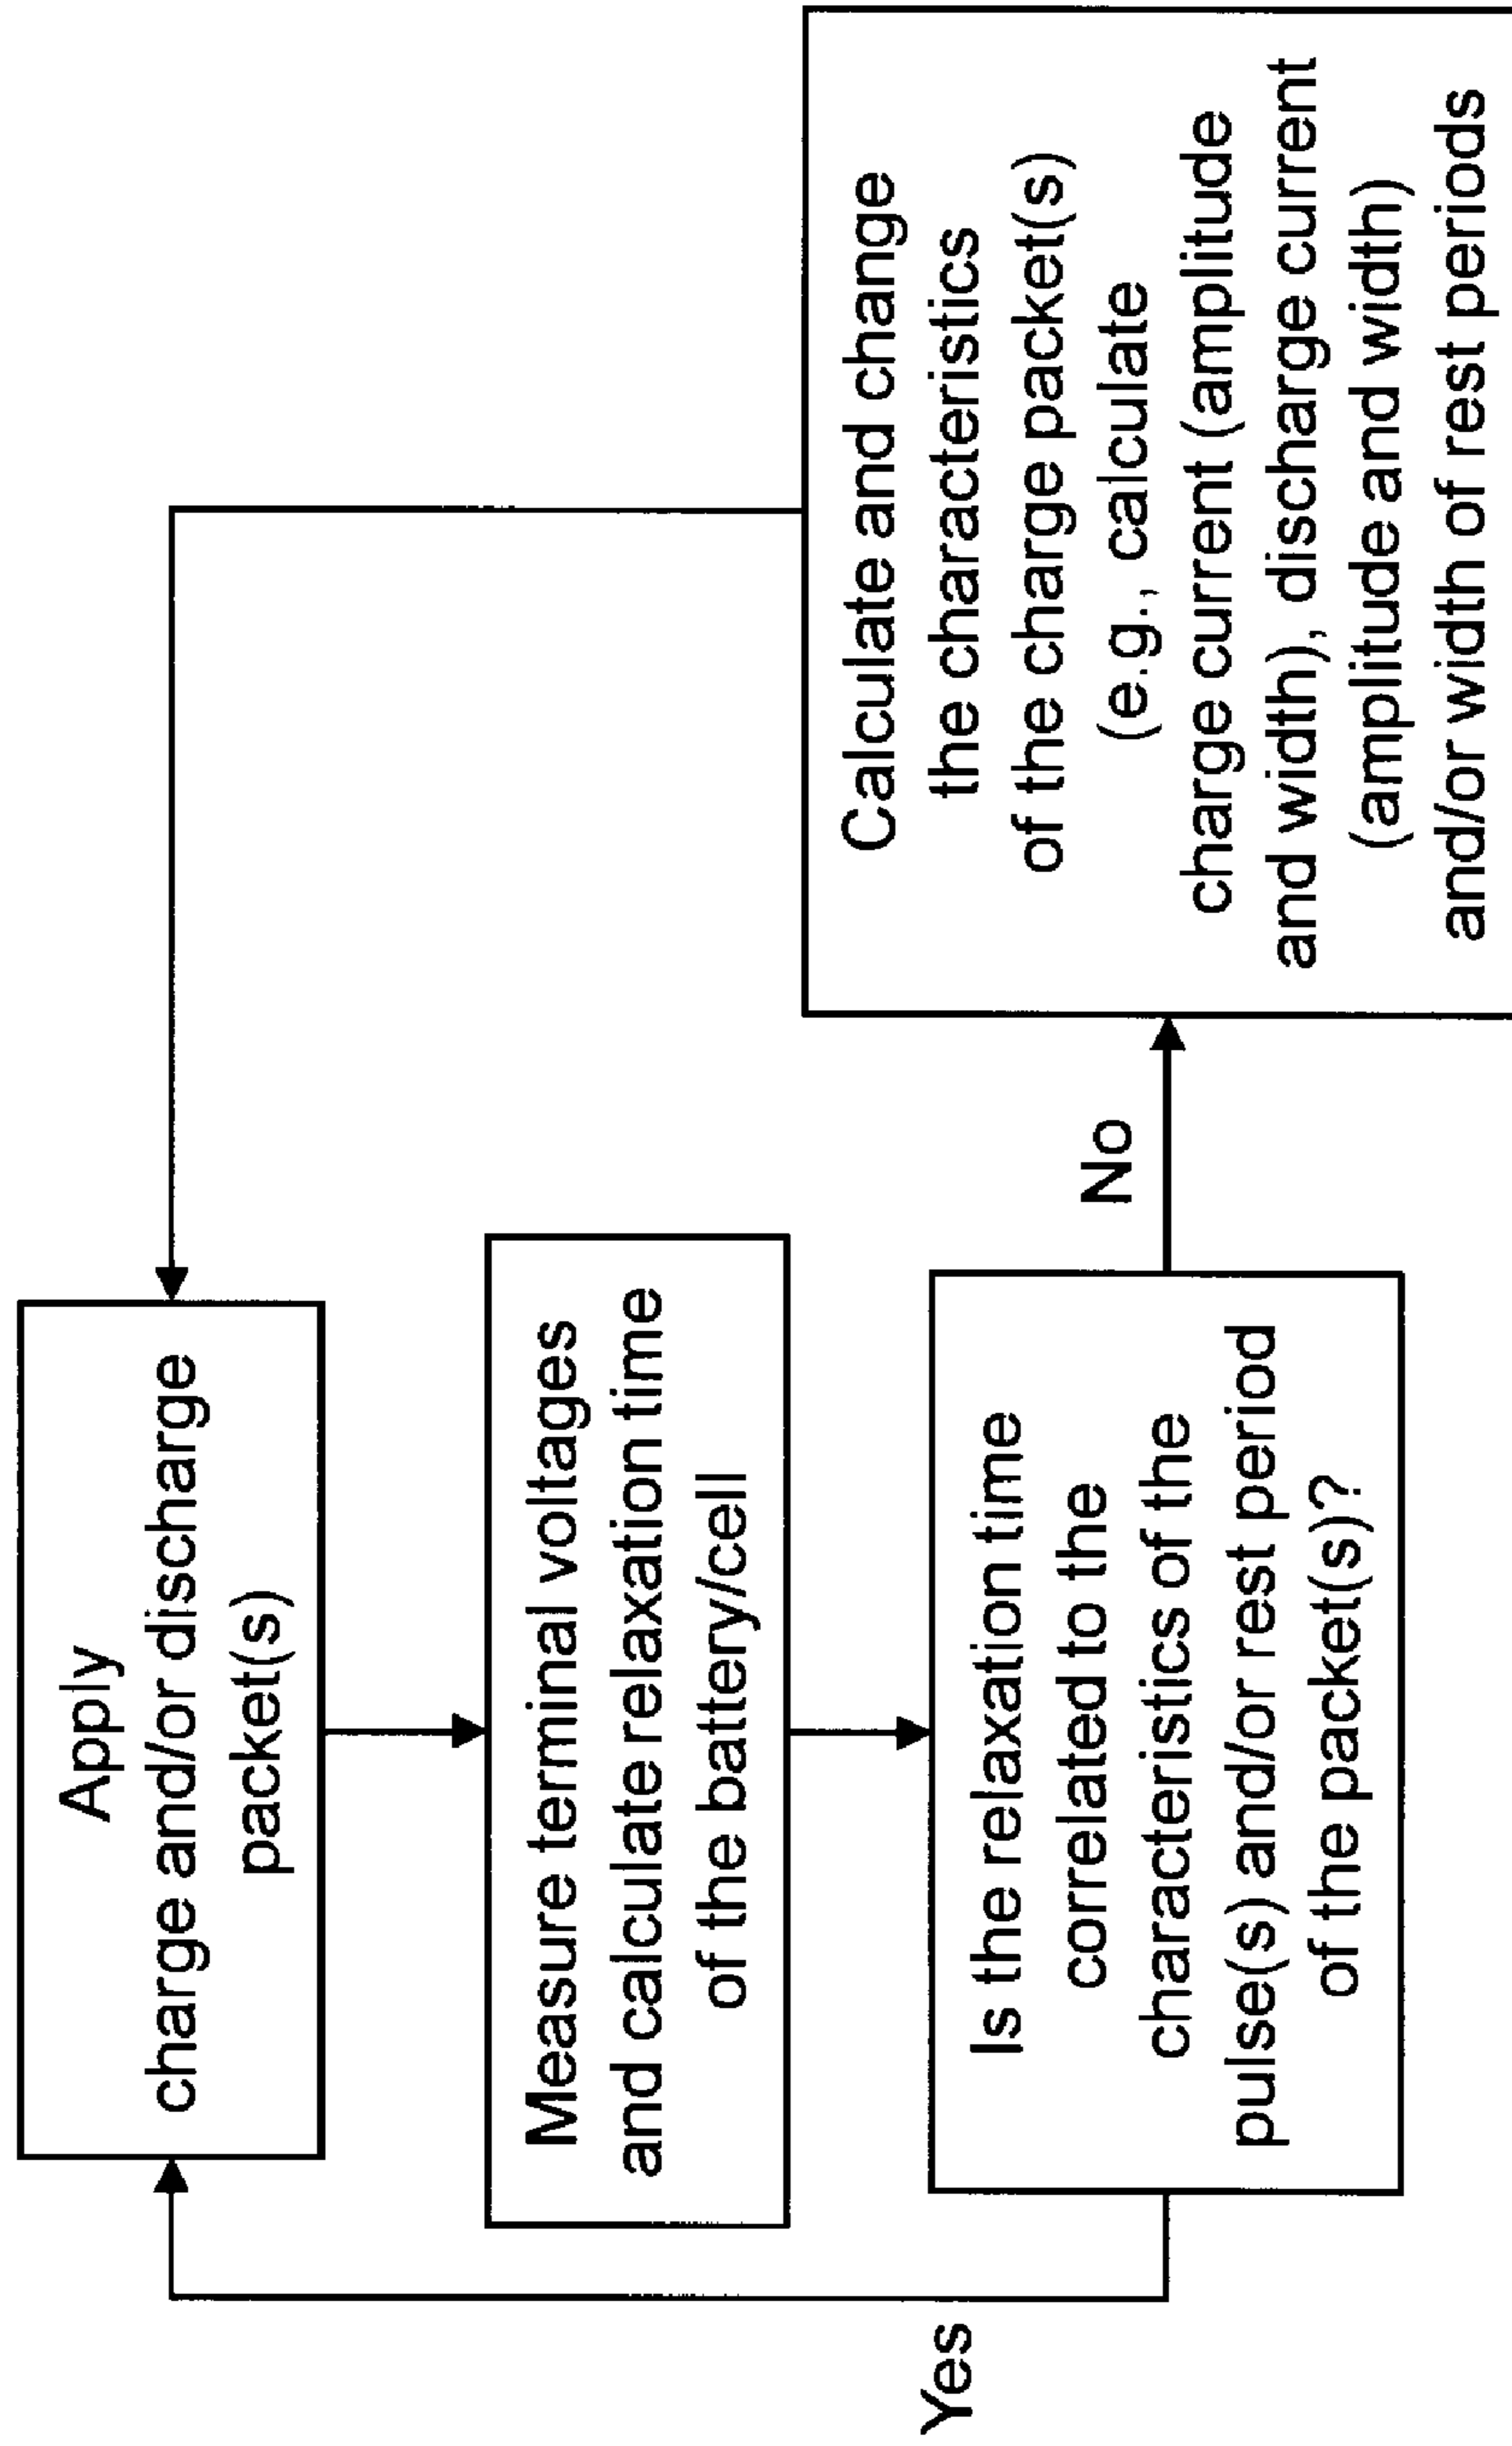 Apply
charge and/or discharge
packet(s)
Measure terminal voltages
and calculate relaxation time
of the battery/cell
Is the relaxation time
correlated to the
characteristics of the
pulse(s) and/or rest period
of the packet(s)?
Yes
No
Calculate and change
the characteristics
of the charge packet(s)
(e.g., calculate
charge current (amplitude
and width), discharge current
(amplitude and width)
and/or width of rest periods